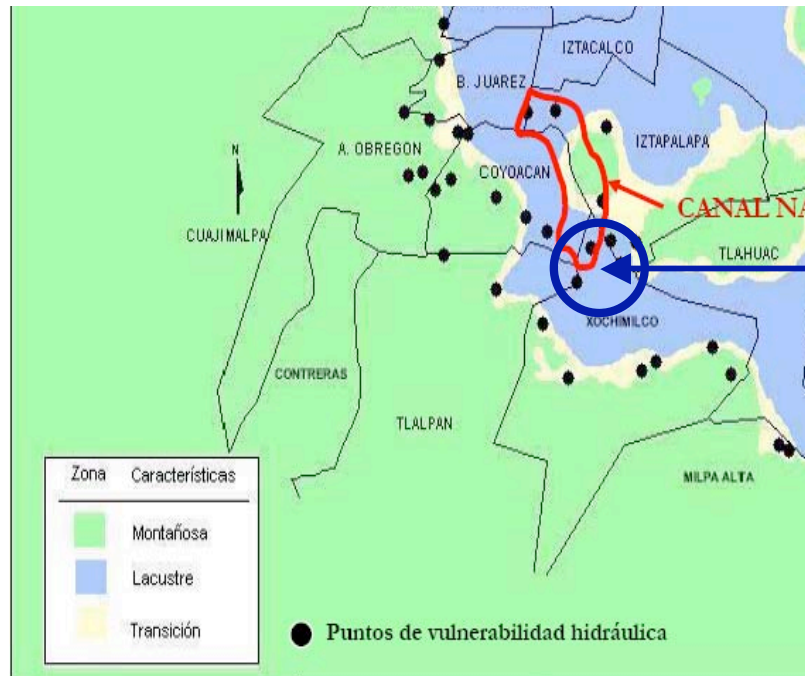 IZTACALCO
B. JUAREZ
IZTAPALAPA
A. OBREGON
COYOACAN
N
CANAL NA
CUAJIMALPA
TLAHUAC
XOCHIMILCO
CONTRERAS
TLALPAN
MILPA ALTA
Zona Características
Montañosa
Lacustre
Transición
Puntos de vulnerabilidad hidráulica